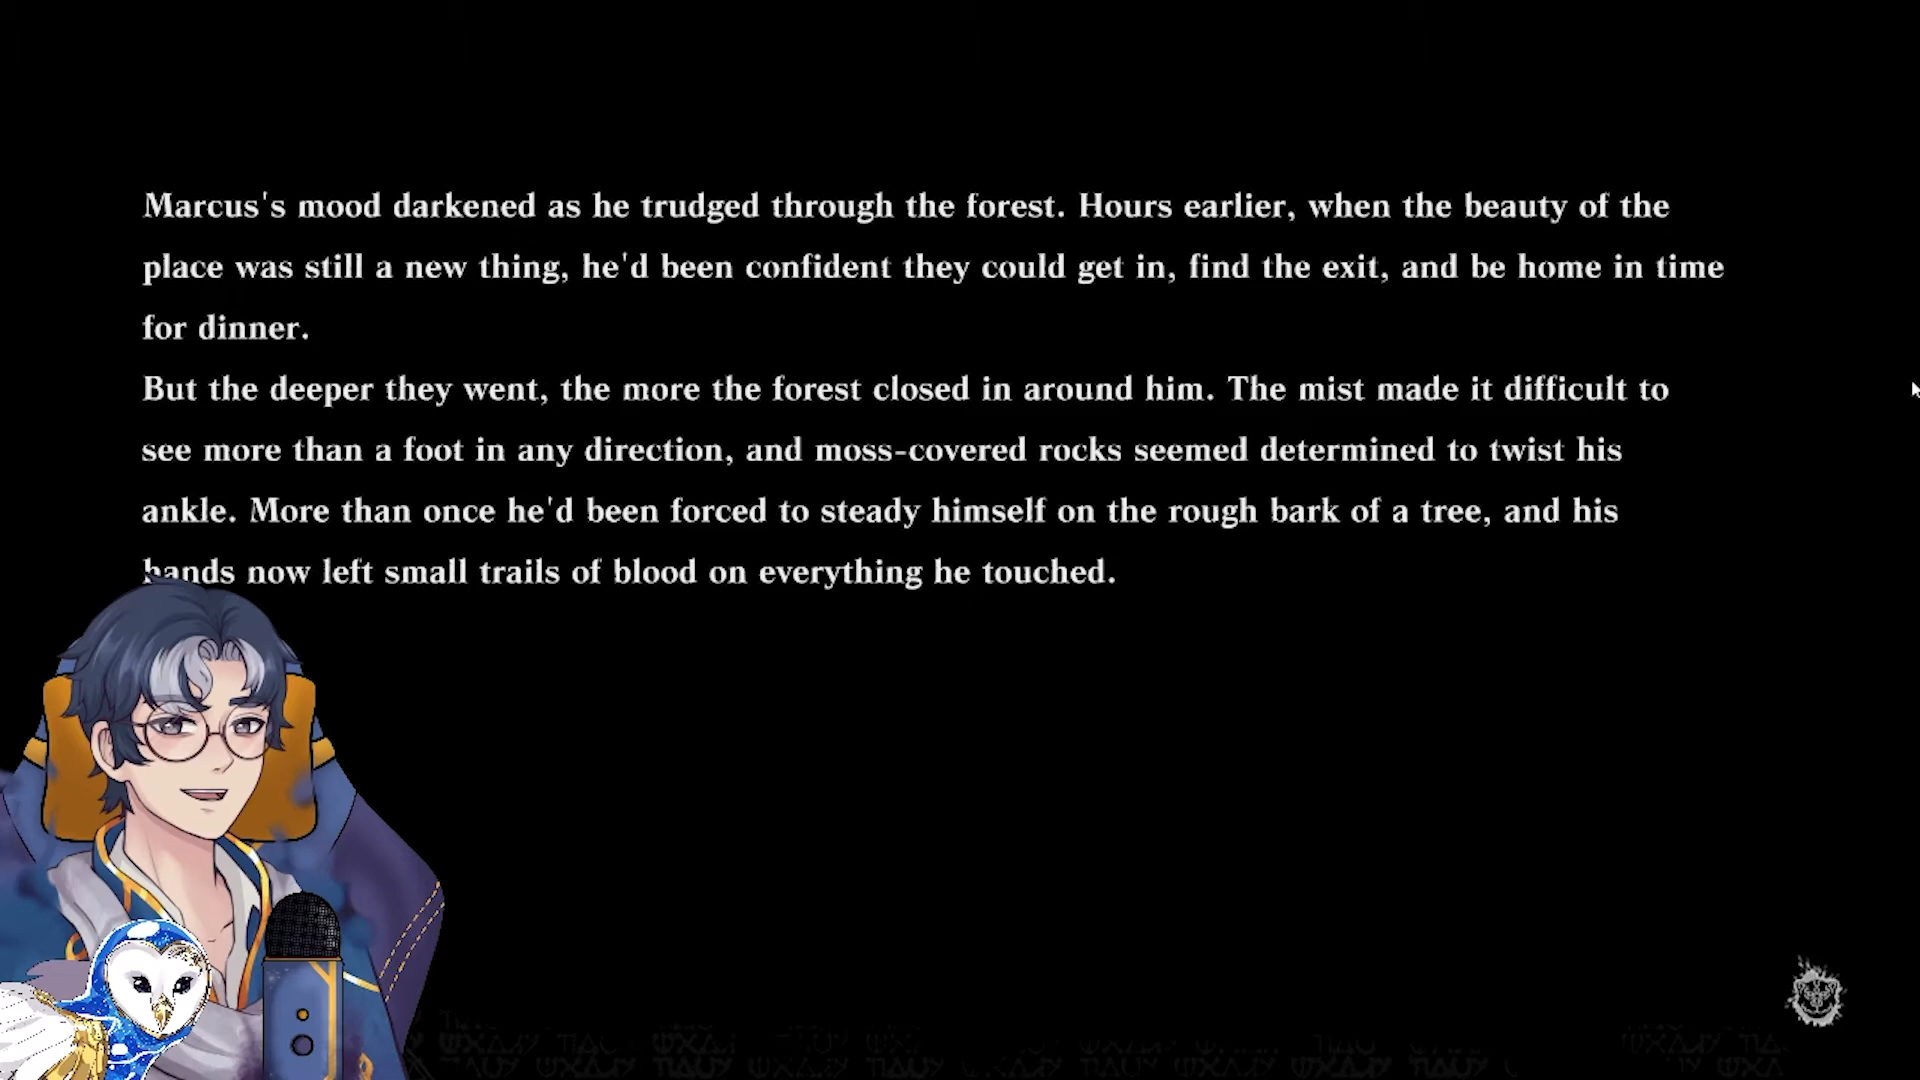 Marcus's mood darkened as he trudged through the forest. Hours earlier, when the beauty of the
place was still a new thing, he'd been confident they could get in, find the exit, and be home in time
for dinner.
But the deeper they went, the more the forest closed in around him. The mist made it difficult to
see more than a foot in any direction, and moss-covered rocks seemed determined to twist his
ankle. More than once he'd been forced to steady himself on the rough bark of a tree, and his
hands now left small trails of blood on everything he touched.